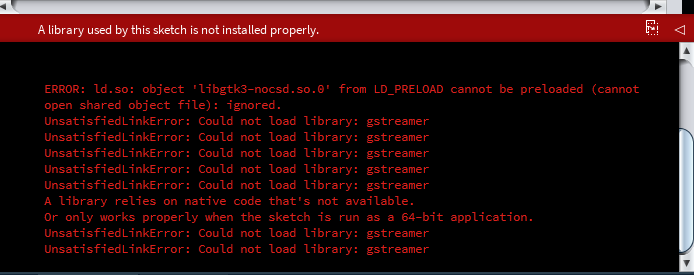 A library used by this sketch is not installed properly.
ERROR: ld.so: object 'libgtk3-nocsd.so.0' from LD_PRELOAD cannot be preloaded (cannot
open shared object file): ignored.
UnsatisfiedLinkError: Could not load library: gstreamer
UnsatisfiedLinkError: Could not load library: gstreamer
UnsatisfiedLinkError: Could not load library: gstreamer
UnsatisfiedLinkError: Could not load library: gstreamer
UnsatisfiedLinkError: Could not load library: gstreamer
A library relies on native code that's not available.
Or only works properly when the sketch is run as a 64-bit application.
UnsatisfiedLinkError: Could not load library: gstreamer
UnsatisfiedLinkError: Could not load library: gstreamer